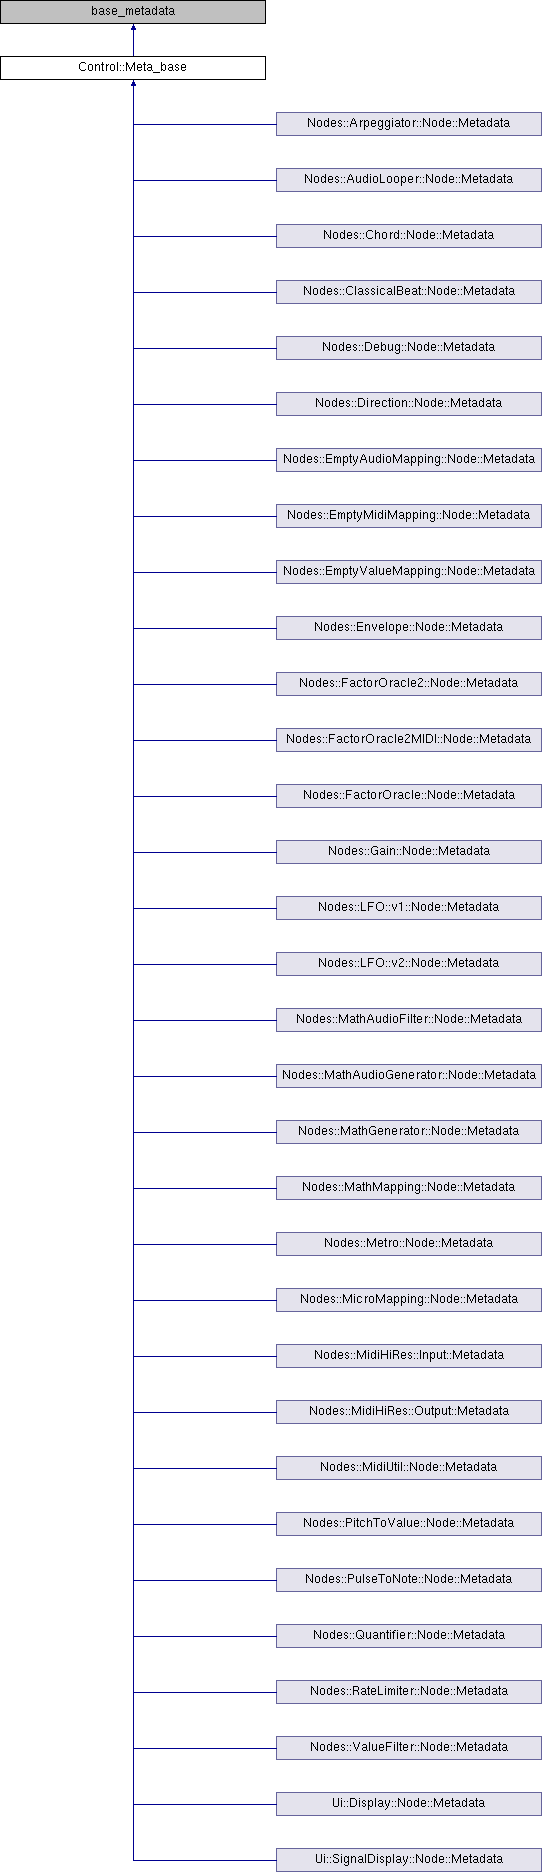 base_metadata
Control::Meta_base
Nodes::Arpeggiator::Node::Metadata
Nodes::AudioLooper::Node::Metadata
Nodes::Chord::Node::Metadata
Nodes::ClassicalBeat::Node::Metadata
Nodes::Debug::Node::Metadata
Nodes::Direction::Node::Metadata
Nodes::EmptyAudioMapping::Node::Metadata
Nodes::EmptyMidiMapping::Node::Metadata
Nodes::EmptyValueMapping::Node::Metadata
Nodes::Envelope::Node::Metadata
Nodes::FactorOracle2::Node::Metadata
Nodes::FactorOracle2MIDI::Node::Metadata
Nodes::FactorOracle::Node::Metadata
Nodes::Gain::Node::Metadata
Nodes::LFO::v1::Node::Metadata
Nodes::LFO::v2::Node::Metadata
Nodes::MathAudioFilter::Node::Metadata
Nodes::MathAudioGenerator::Node::Metadata
Nodes::MathGenerator::Node::Metadata
Nodes::MathMapping::Node::Metadata
Nodes::Metro::Node::Metadata
Nodes::MicroMapping::Node::Metadata
Nodes::MidiHiRes::Input::Metadata
Nodes::MidiHiRes::Output::Metadata
Nodes::MidiUtil::Node::Metadata
Nodes::PitchToValue::Node::Metadata
Nodes::PulseToNote::Node::Metadata
Nodes::Quantifier::Node::Metadata
Nodes::RateLimiter::Node::Metadata
Nodes::ValueFilter::Node::Metadata
Ui::Display::Node::Metadata
Ui::SignalDisplay::Node::Metadata